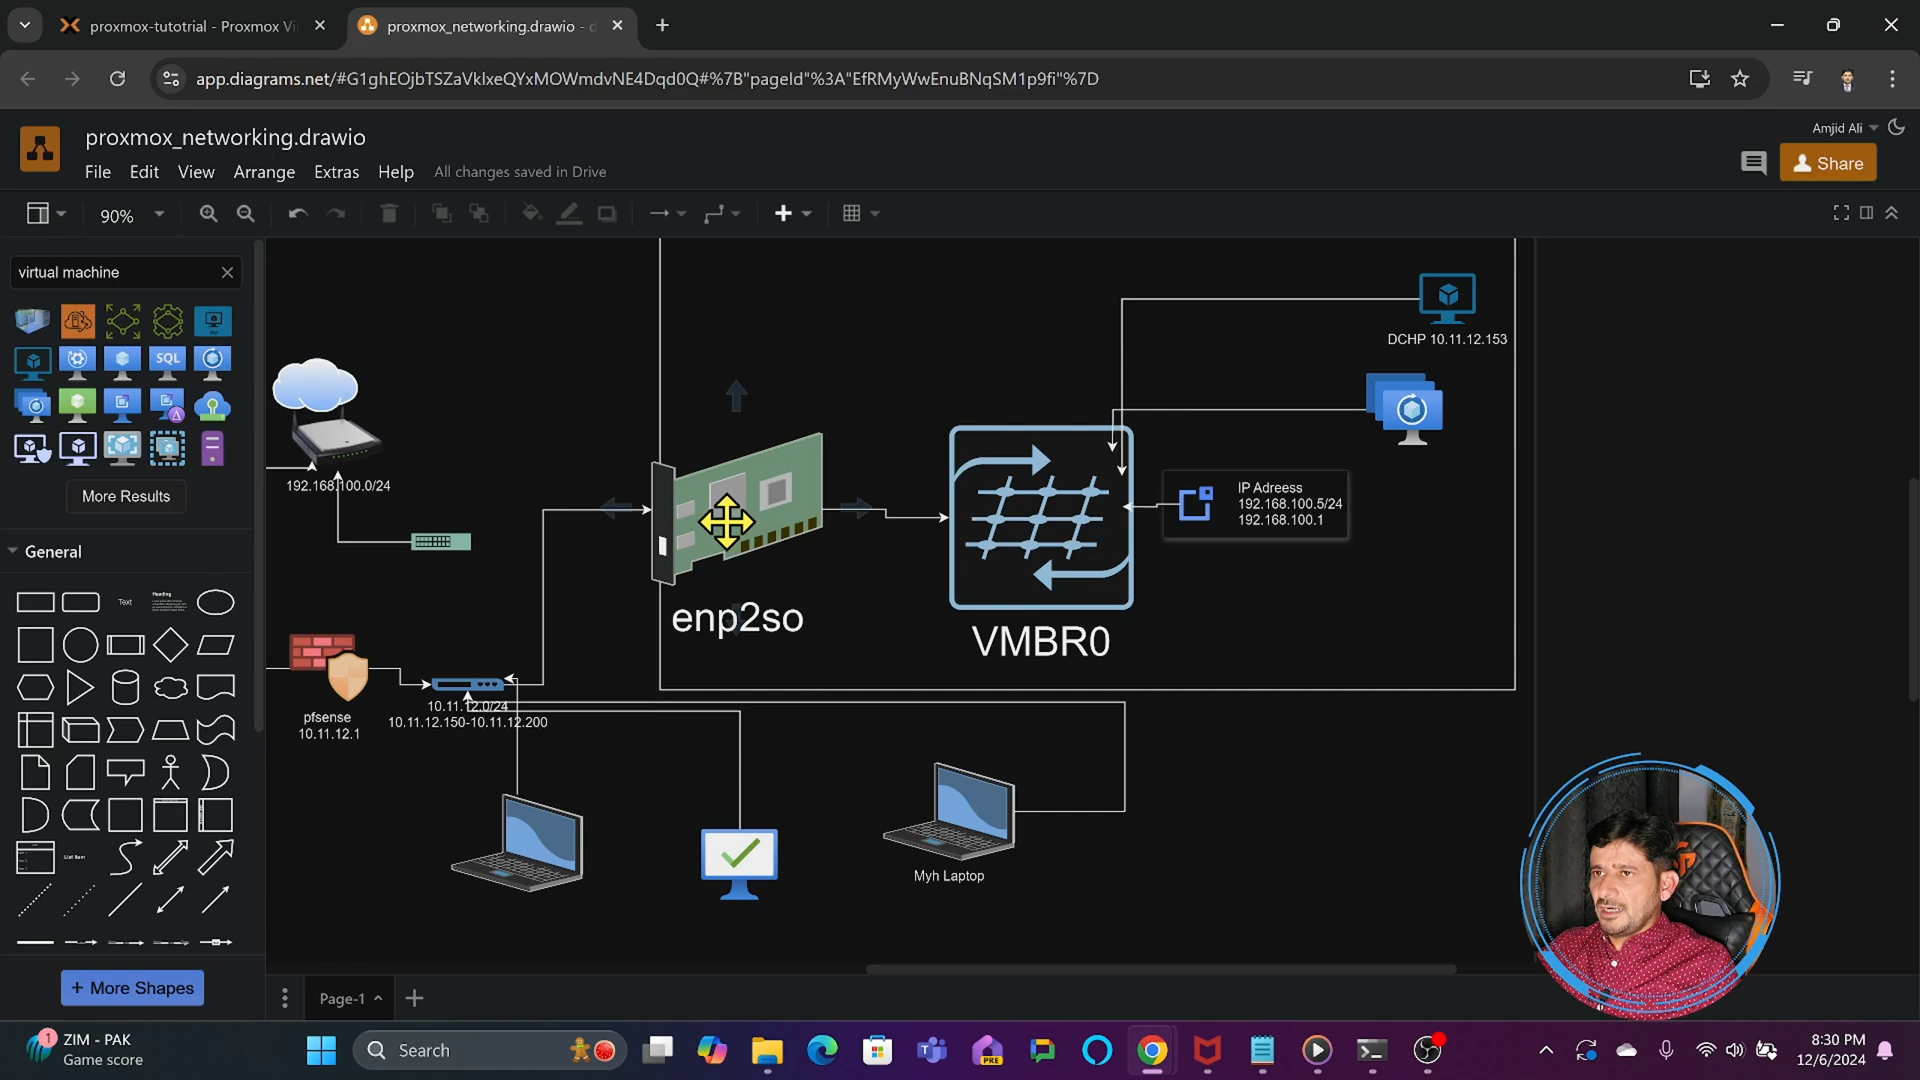 proxmox-tutotrial - Proxmox Vi
proxmox_networking.drawio - d
app.diagrams.net/#G1ghEOjbTSZaVkIxeQYxMOWmdvNE4Dqd0Q#%7B"pageId"%3A"EfRMyWwEnuBNqSM1p9fi"%7D
proxmox_networking.drawio
Amjid Ali
File Edit View Arrange Extras Help All changes saved in Drive
Share
90%
virtual machine
SQL
More Results
General
Text
Heading
List Item
+ More Shapes
192.168.100.0/24
pfsense
10.11.12.1
10.11.12.0/24
10.11.12.150-10.11.12.200
enp2so
VMBR0
DCHP 10.11.12.153
IP Adreess
192.168.100.5/24
192.168.100.1
Myh Laptop
Page-1
1
ZIM - PAK
Game score
Search
PRE
8:30 PM
12/6/2024